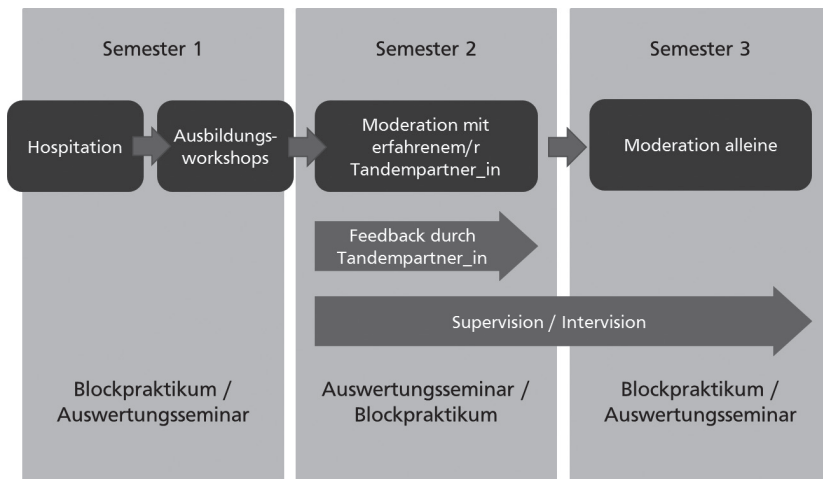 Semester 1
Semester 2
Semester 3
Hospitation
Ausbildungs-
workshops
Moderation mit
erfahrenem/r
Tandempartner_in
Moderation alleine
Feedback durch
Tandempartner_in
Supervision / Intervision
Blockpraktikum /
Auswertungsseminar
Auswertungsseminar /
Blockpraktikum
Blockpraktikum /
Auswertungsseminar